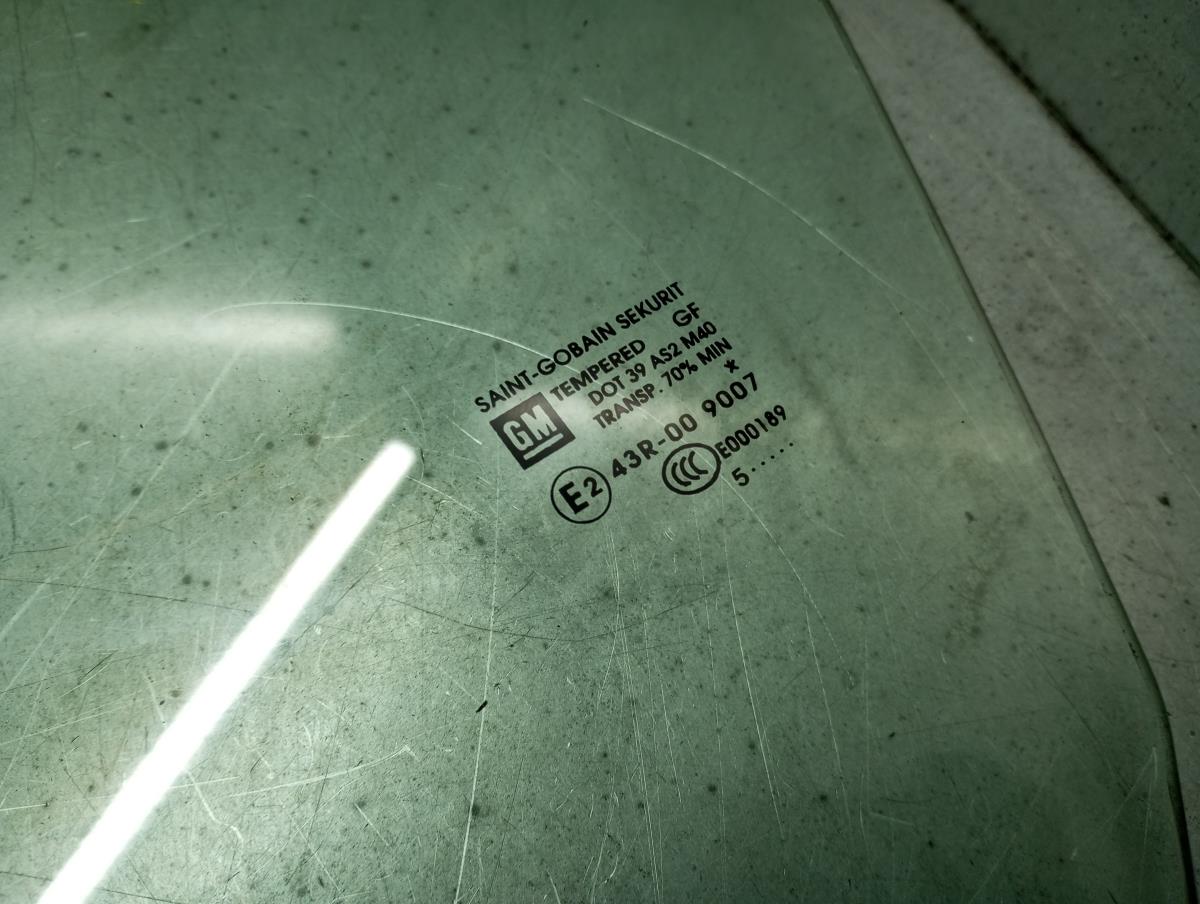 SAINT-GOBAIN SEKURIT
GM TEMPERED GF
DOT 39 AS2 M40
TRANSP. 70% MIN
*
E2 43R-00 9007
CCC E000189
5.....